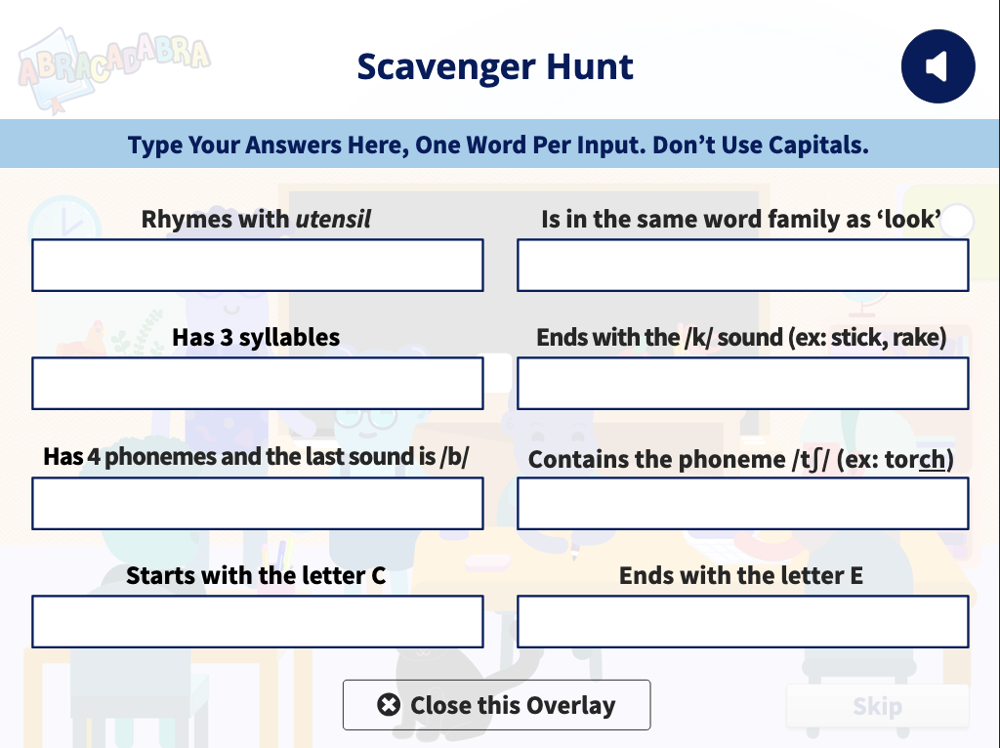 ABRACADABRA
Scavenger Hunt
Type Your Answers Here, One Word Per Input. Don’t Use Capitals.
Rhymes with utensil
Is in the same word family as ‘look’
Has 3 syllables
Ends with the /k/ sound (ex: stick, rake)
Has 4 phonemes and the last sound is /b/
Contains the phoneme /tʃ/ (ex: torch)
Starts with the letter C
Ends with the letter E
Close this Overlay
Skip